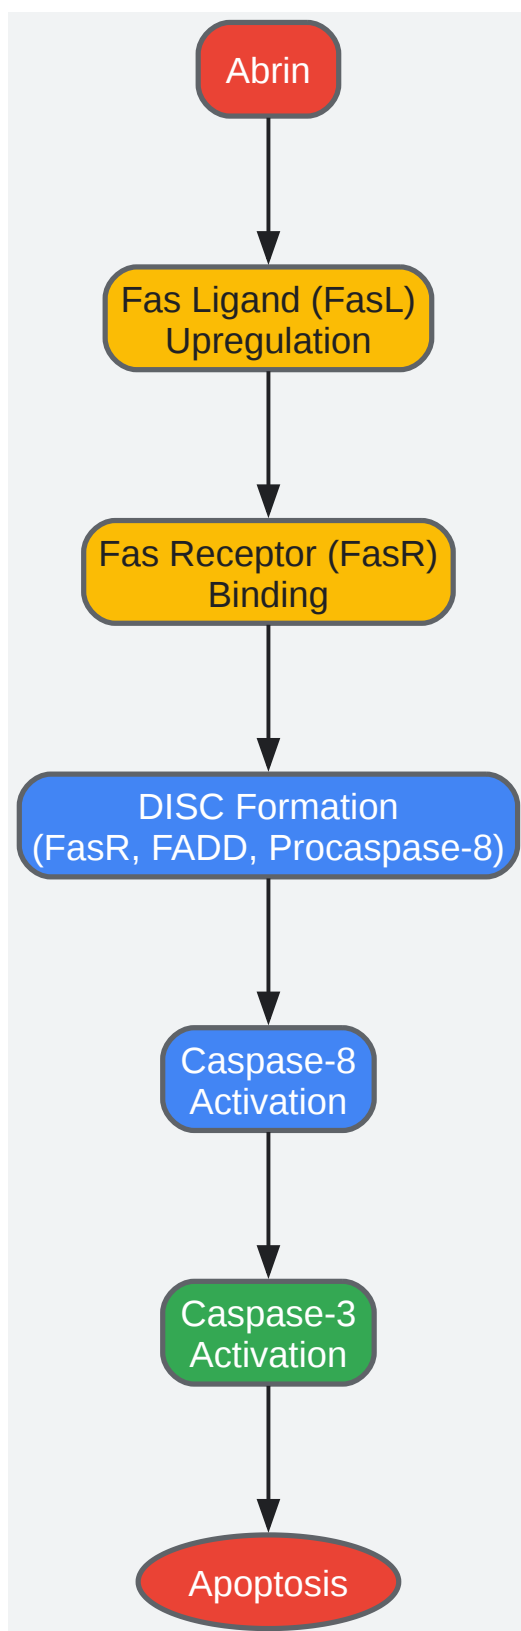 Abrin
Fas Ligand (FasL)
Upregulation
Fas Receptor (FasR)
Binding
DISC Formation
(FasR, FADD, Procaspase-8)
Caspase-8
Activation
Caspase-3
Activation
Apoptosis